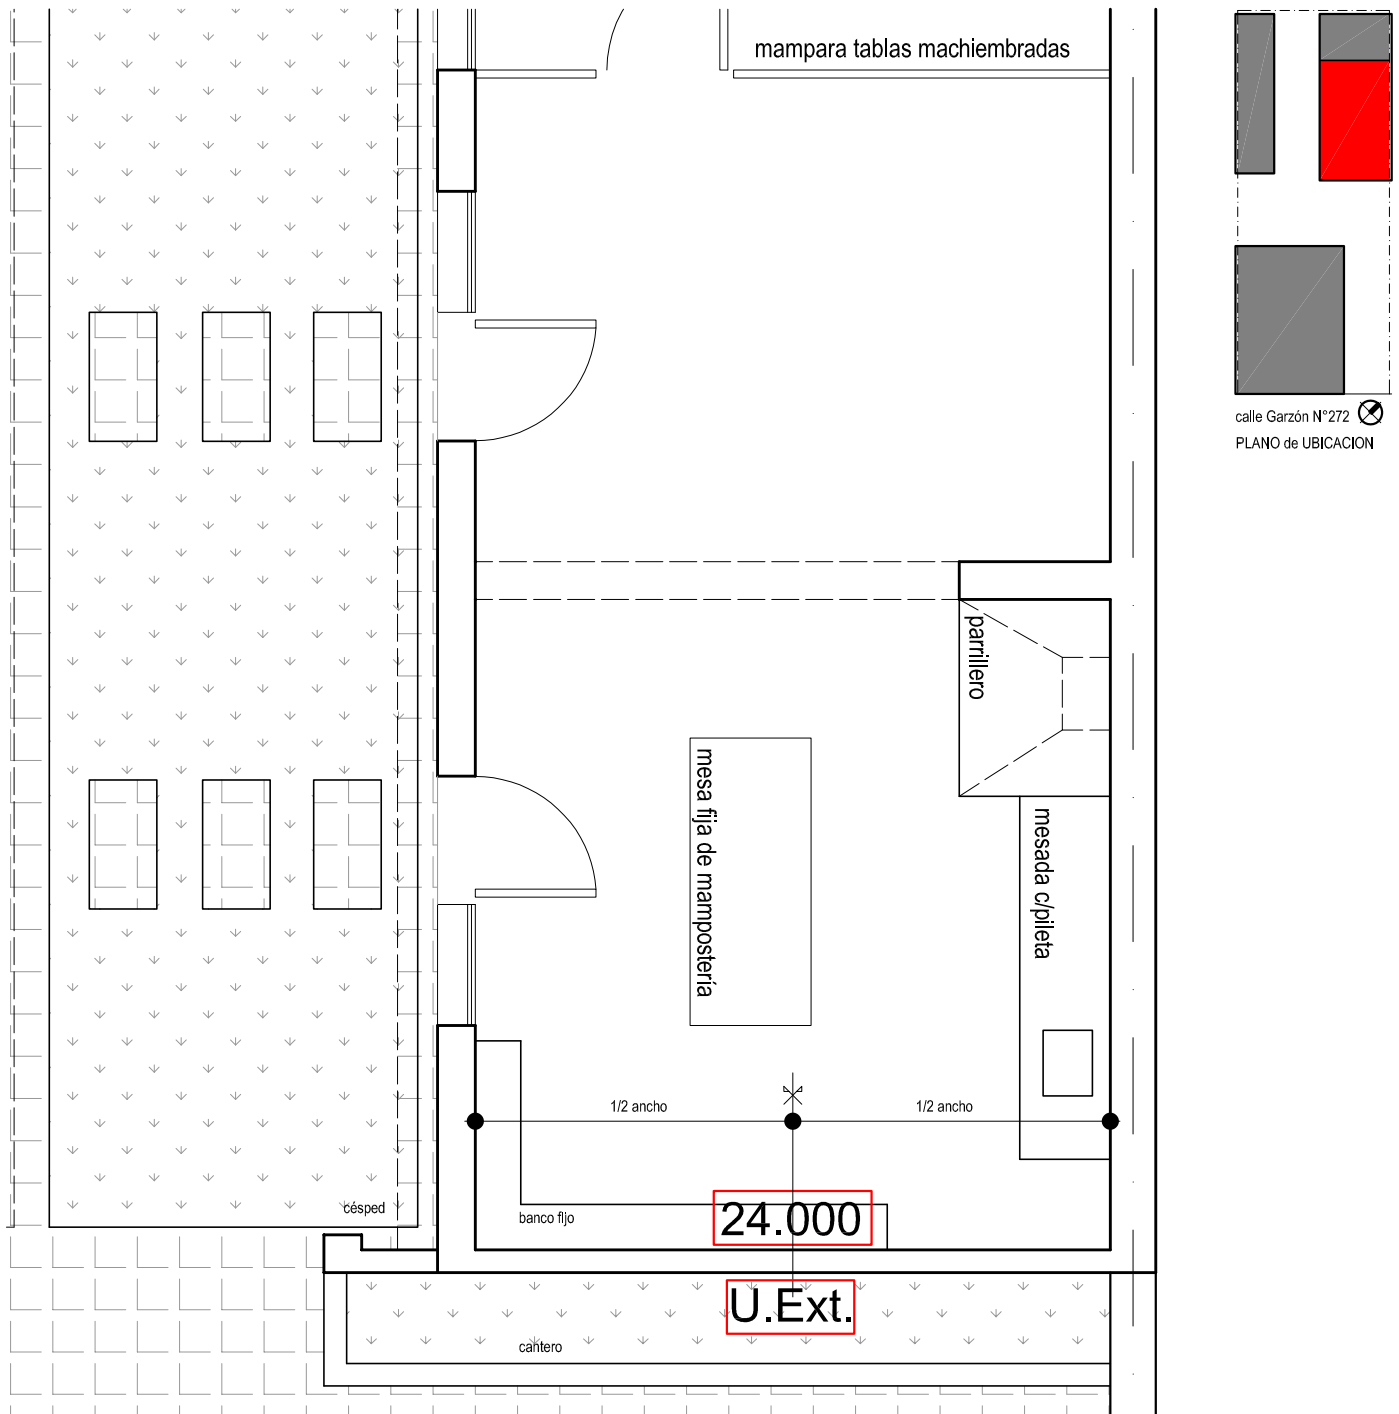 mampara tablas machiembradas
calle Garzón N°272
PLANO de UBICACION
parrillero
mesa fija de mampostería
mesada c/pileta
1/2 ancho
1/2 ancho
césped
banco fijo
24.000
U.Ext.
cantero